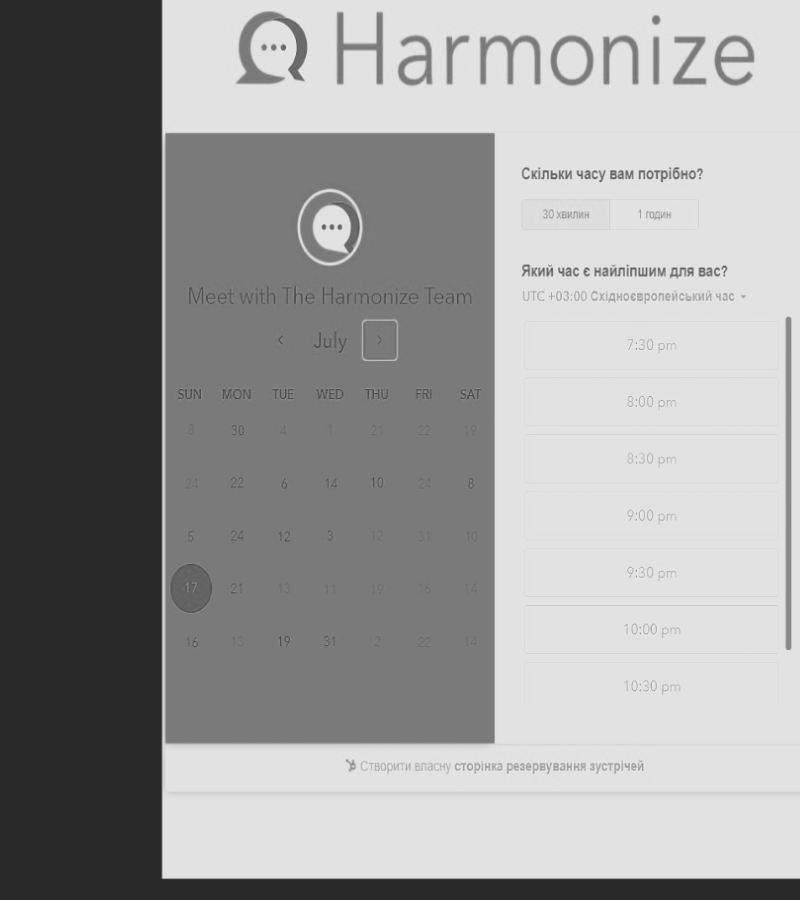 Harmonize
Meet with The Harmonize Team
July
SUN MON TUE WED THU FRI SAT
8 30 4 1 21 22 19
24 22 6 14 10 24 8
5 24 12 3 12 31 10
17 21 13 11 19 16 14
16 13 19 31 2 22 14
Скільки часу вам потрібно?
30 хвилин 1 годин
Який час є найліпшим для вас?
UTC +03:00 Східноєвропейський час
7:30 pm
8:00 pm
8:30 pm
9:00 pm
9:30 pm
10:00 pm
10:30 pm
Створити власну сторінка резервування зустрічей